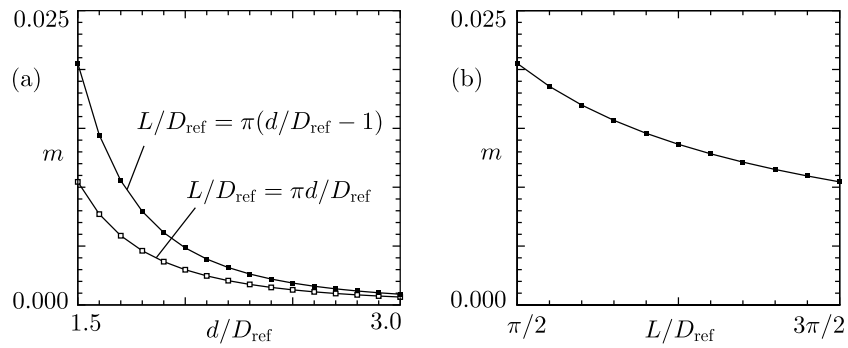 0.025
(a)
L/D_ref = π(d/D_ref − 1)
m
L/D_ref = πd/D_ref
0.000
1.5
d/D_ref
3.0
0.025
(b)
m
0.000
π/2
L/D_ref
3π/2